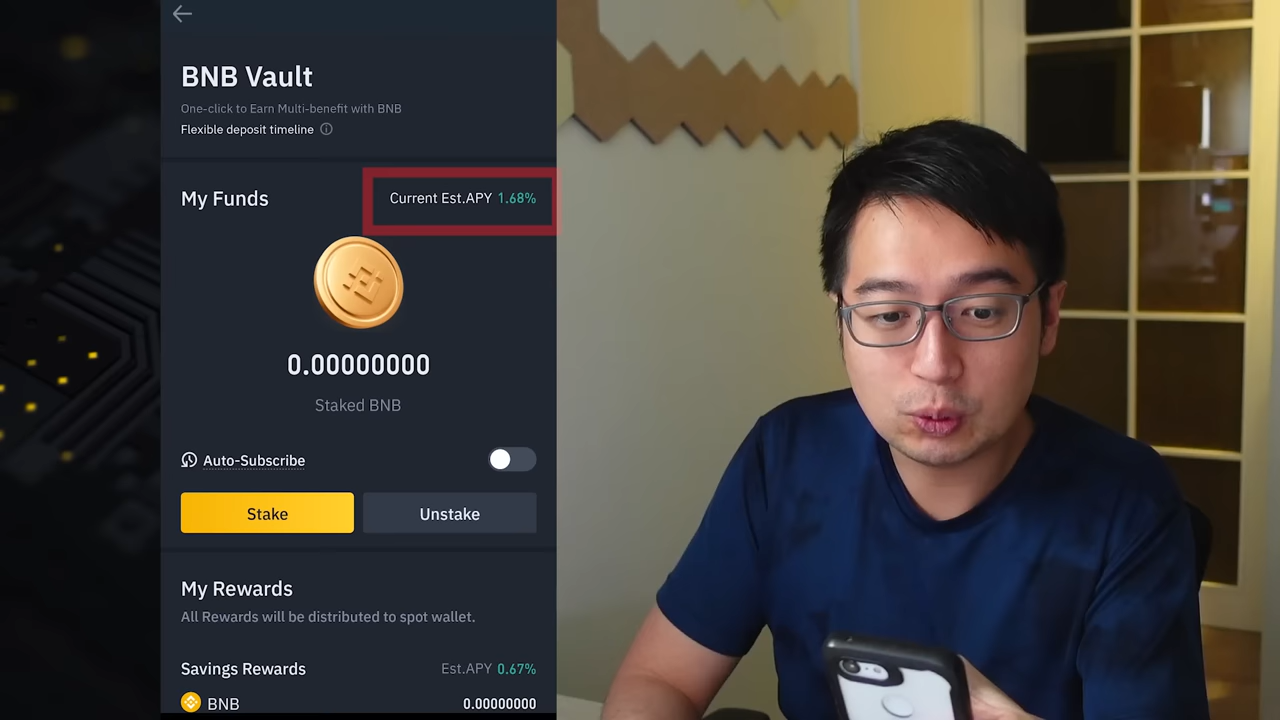 BNB Vault
One-click to Earn Multi-benefit with BNB
Flexible deposit timeline
My Funds
Current Est.APY 1.68%
0.00000000
Staked BNB
Auto-Subscribe
Stake
Unstake
My Rewards
All Rewards will be distributed to spot wallet.
Savings Rewards
Est.APY 0.67%
BNB
0.00000000